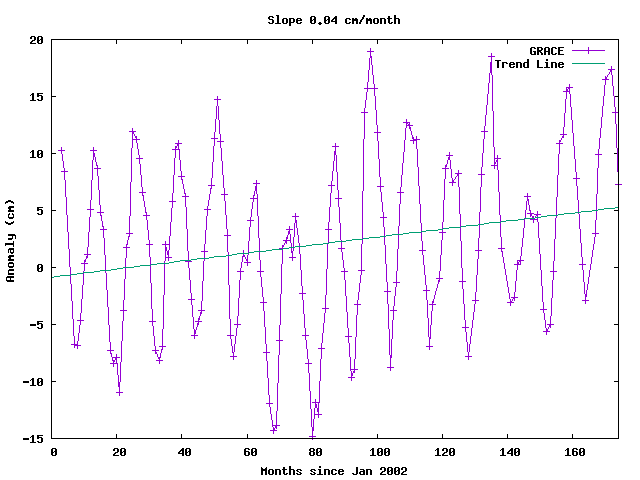 Slope 0.04 cm/month
GRACE
Trend Line
20
15
10
5
0
-5
-10
-15
Anomaly (cm)
0 20 40 60 80 100 120 140 160
Months since Jan 2002